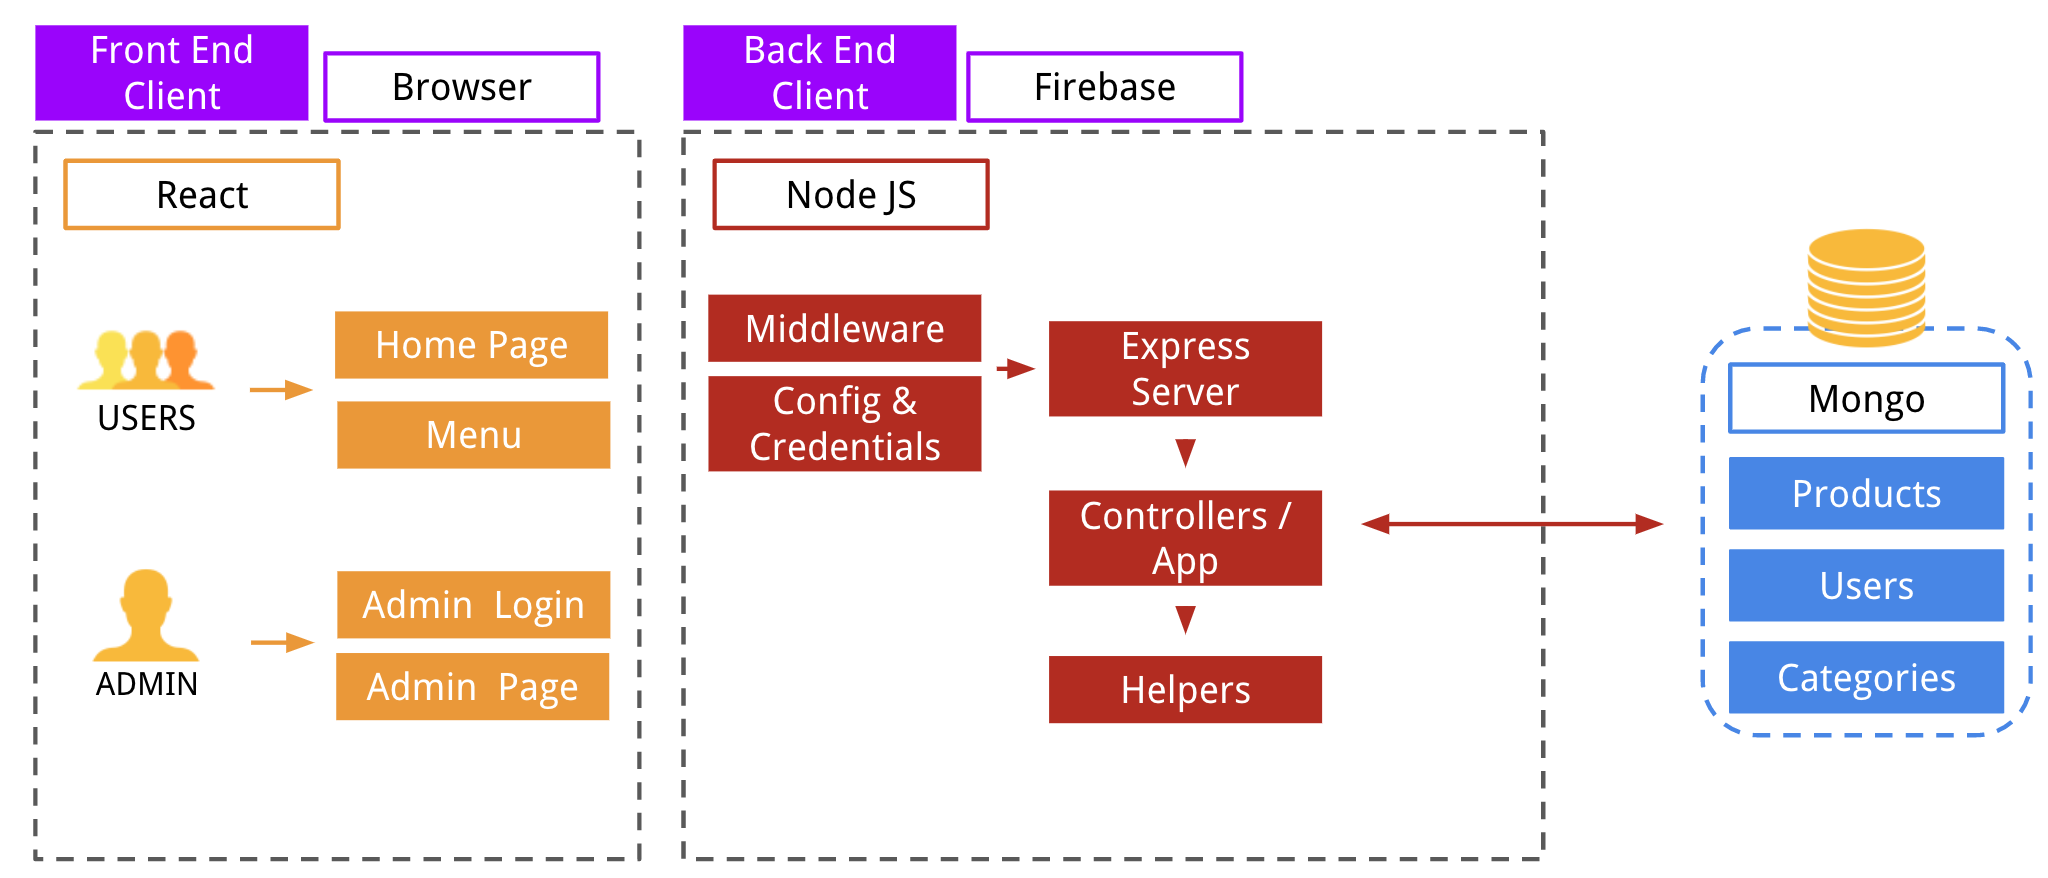 Front End
Client
Browser
React
USERS
Home Page
Menu
ADMIN
Admin Login
Admin Page
Back End
Client
Firebase
Node JS
Middleware
Config &
Credentials
Express
Server
Controllers /
App
Helpers
Mongo
Products
Users
Categories